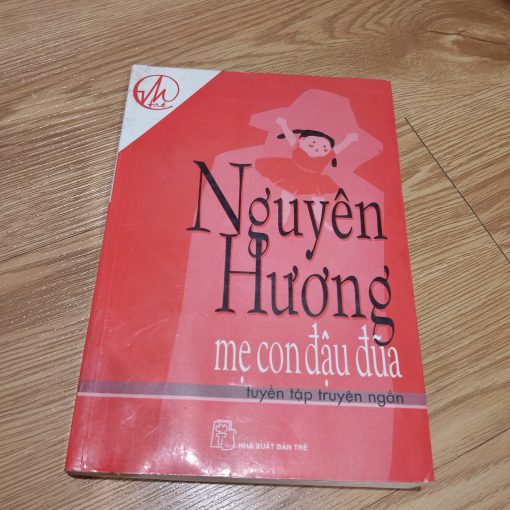 Nguyên
Hương
mẹ con đậu đũa
tuyển tập truyện ngắn
NHÀ XUẤT BẢN TRẺ